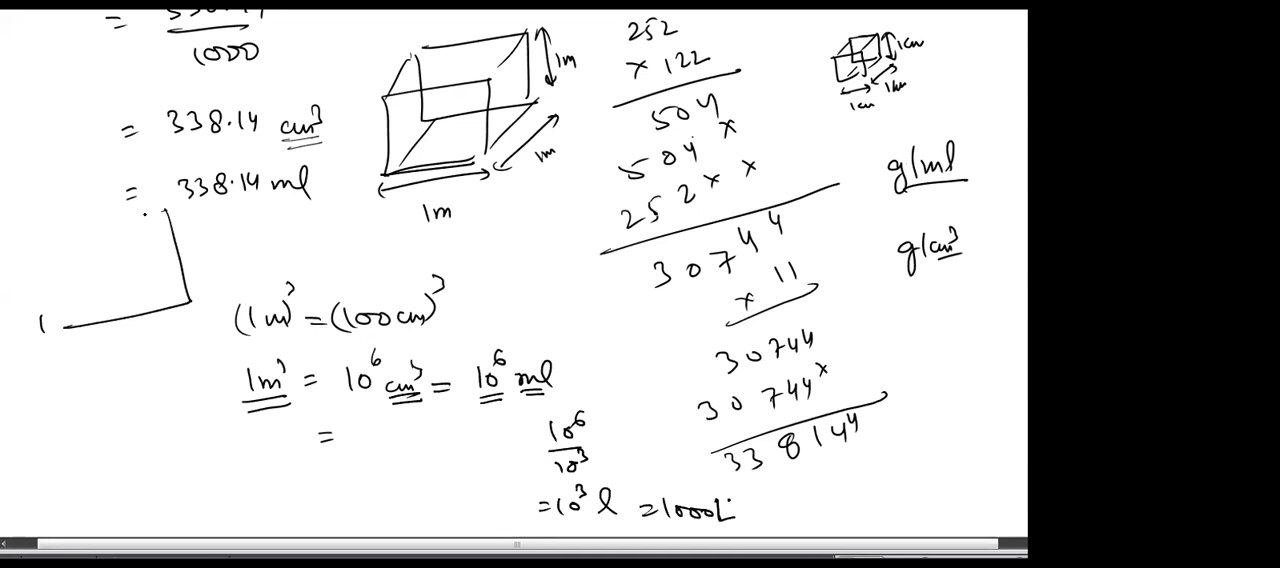 =
1000
= 338.14 cm³
= 338.14 ml
1m
1m
1m
(1m)³ = (100cm)³
1m³ = 10⁶ cm³ = 10⁶ ml
=
10⁶
10³
= 10³ l = 1000L
252
x 122
504
504 x
252 x x
30744
x 11
30744
30744 x
338144
1cm
1cm
1cm
g/ml
g/cm³